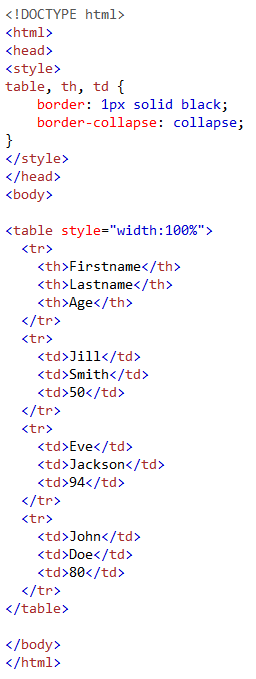 <!DOCTYPE html>
<html>
<head>
<style>
table, th, td {
    border: 1px solid black;
    border-collapse: collapse;
}
</style>
</head>
<body>

<table style="width:100%">
  <tr>
    <th>Firstname</th>
    <th>Lastname</th>
    <th>Age</th>
  </tr>
  <tr>
    <td>Jill</td>
    <td>Smith</td>
    <td>50</td>
  </tr>
  <tr>
    <td>Eve</td>
    <td>Jackson</td>
    <td>94</td>
  </tr>
  <tr>
    <td>John</td>
    <td>Doe</td>
    <td>80</td>
  </tr>
</table>

</body>
</html>